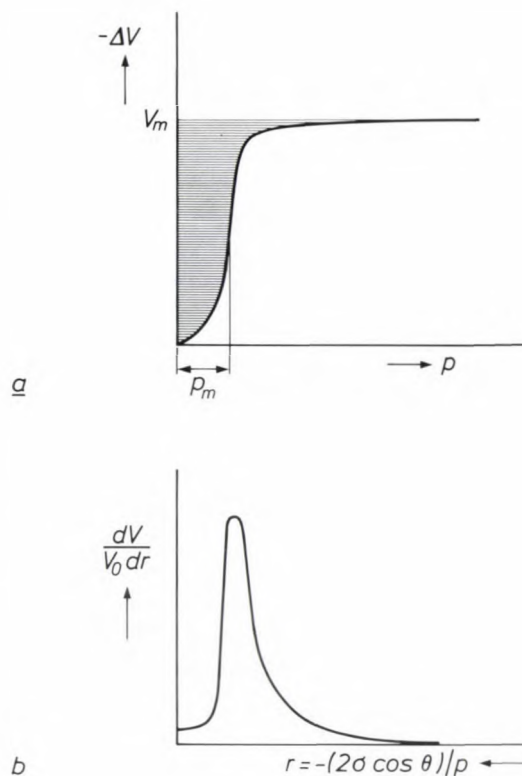 -ΔV
V_m
p
p_m
a
dV
V_0 dr
r = -(2σ cos θ)/p
b